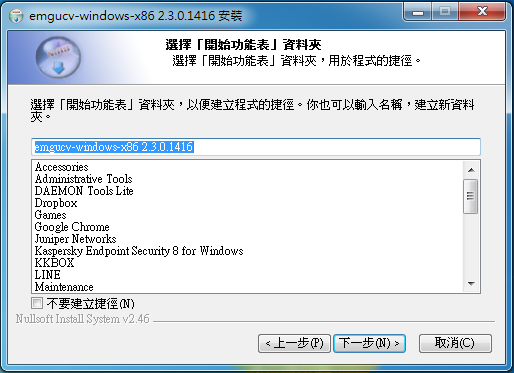 emgucv-windows-x86 2.3.0.1416 安裝
選擇「開始功能表」資料夾
選擇「開始功能表」資料夾，用於程式的捷徑。
選擇「開始功能表」資料夾，以便建立程式的捷徑。你也可以輸入名稱，建立新資料
夾。
emgucv-windows-x86 2.3.0.1416
Accessories
Administrative Tools
DAEMON Tools Lite
Dropbox
Games
Google Chrome
Juniper Networks
Kaspersky Endpoint Security 8 for Windows
KKBOX
LINE
Maintenance
不要建立捷徑(N)
Nullsoft Install System v2.46
< 上一步(P) 下一步(N) > 取消(C)